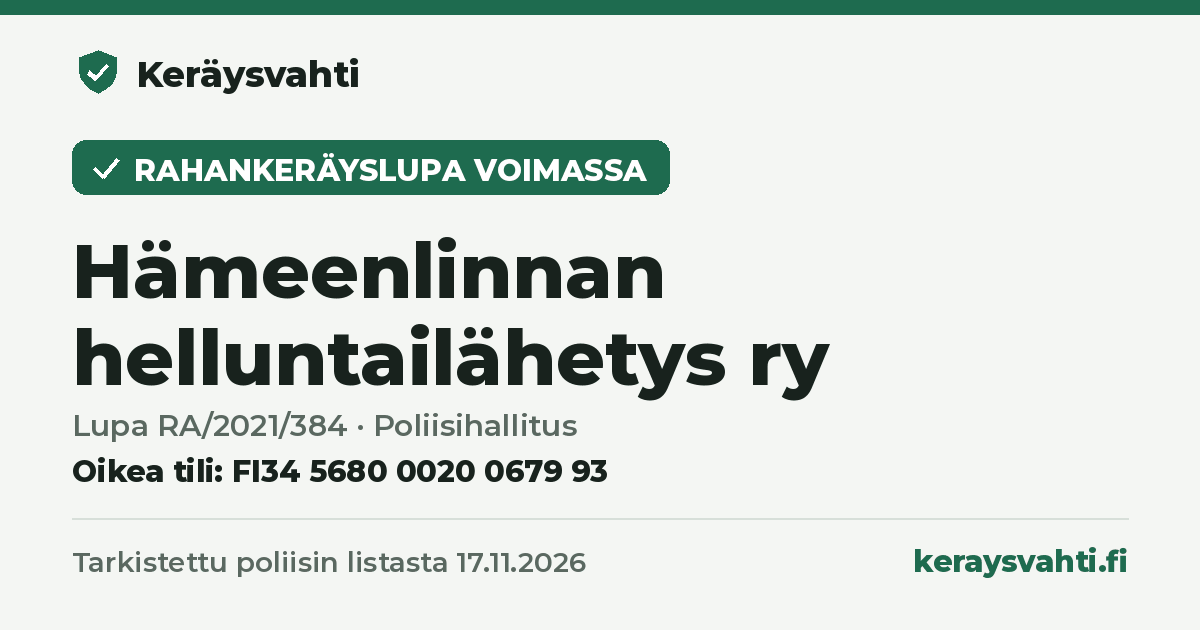 Keräysvahti
RAHANKERÄYSLUPA VOIMASSA
Hämeenlinnan
helluntailähetys ry
Lupa RA/2021/384 · Poliisihallitus
Oikea tili: FI34 5680 0020 0679 93
Tarkistettu poliisin listasta 17.11.2026
keraysvahti.fi